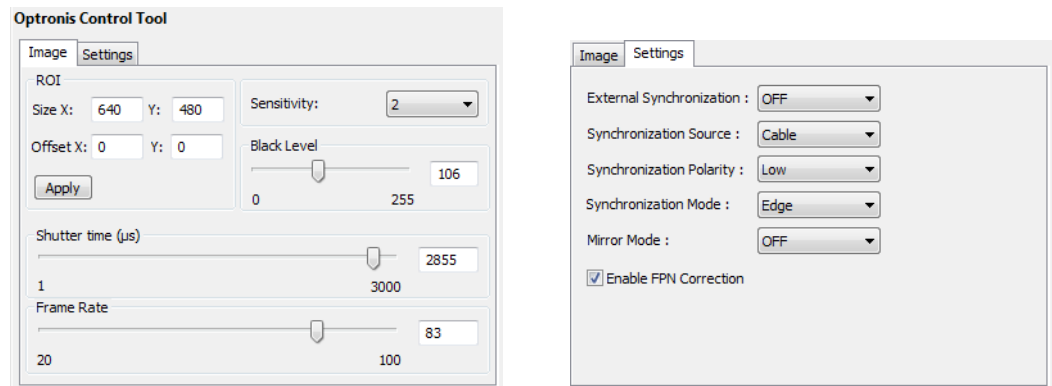 Optronis Control Tool
Image Settings
ROI
Size X: 640 Y: 480
Offset X: 0 Y: 0
Apply
Sensitivity: 2
Black Level
106
0 255
Shutter time (µs)
2855
1 3000
Frame Rate
83
20 100
Image Settings
External Synchronization : OFF
Synchronization Source : Cable
Synchronization Polarity : Low
Synchronization Mode : Edge
Mirror Mode : OFF
Enable FPN Correction